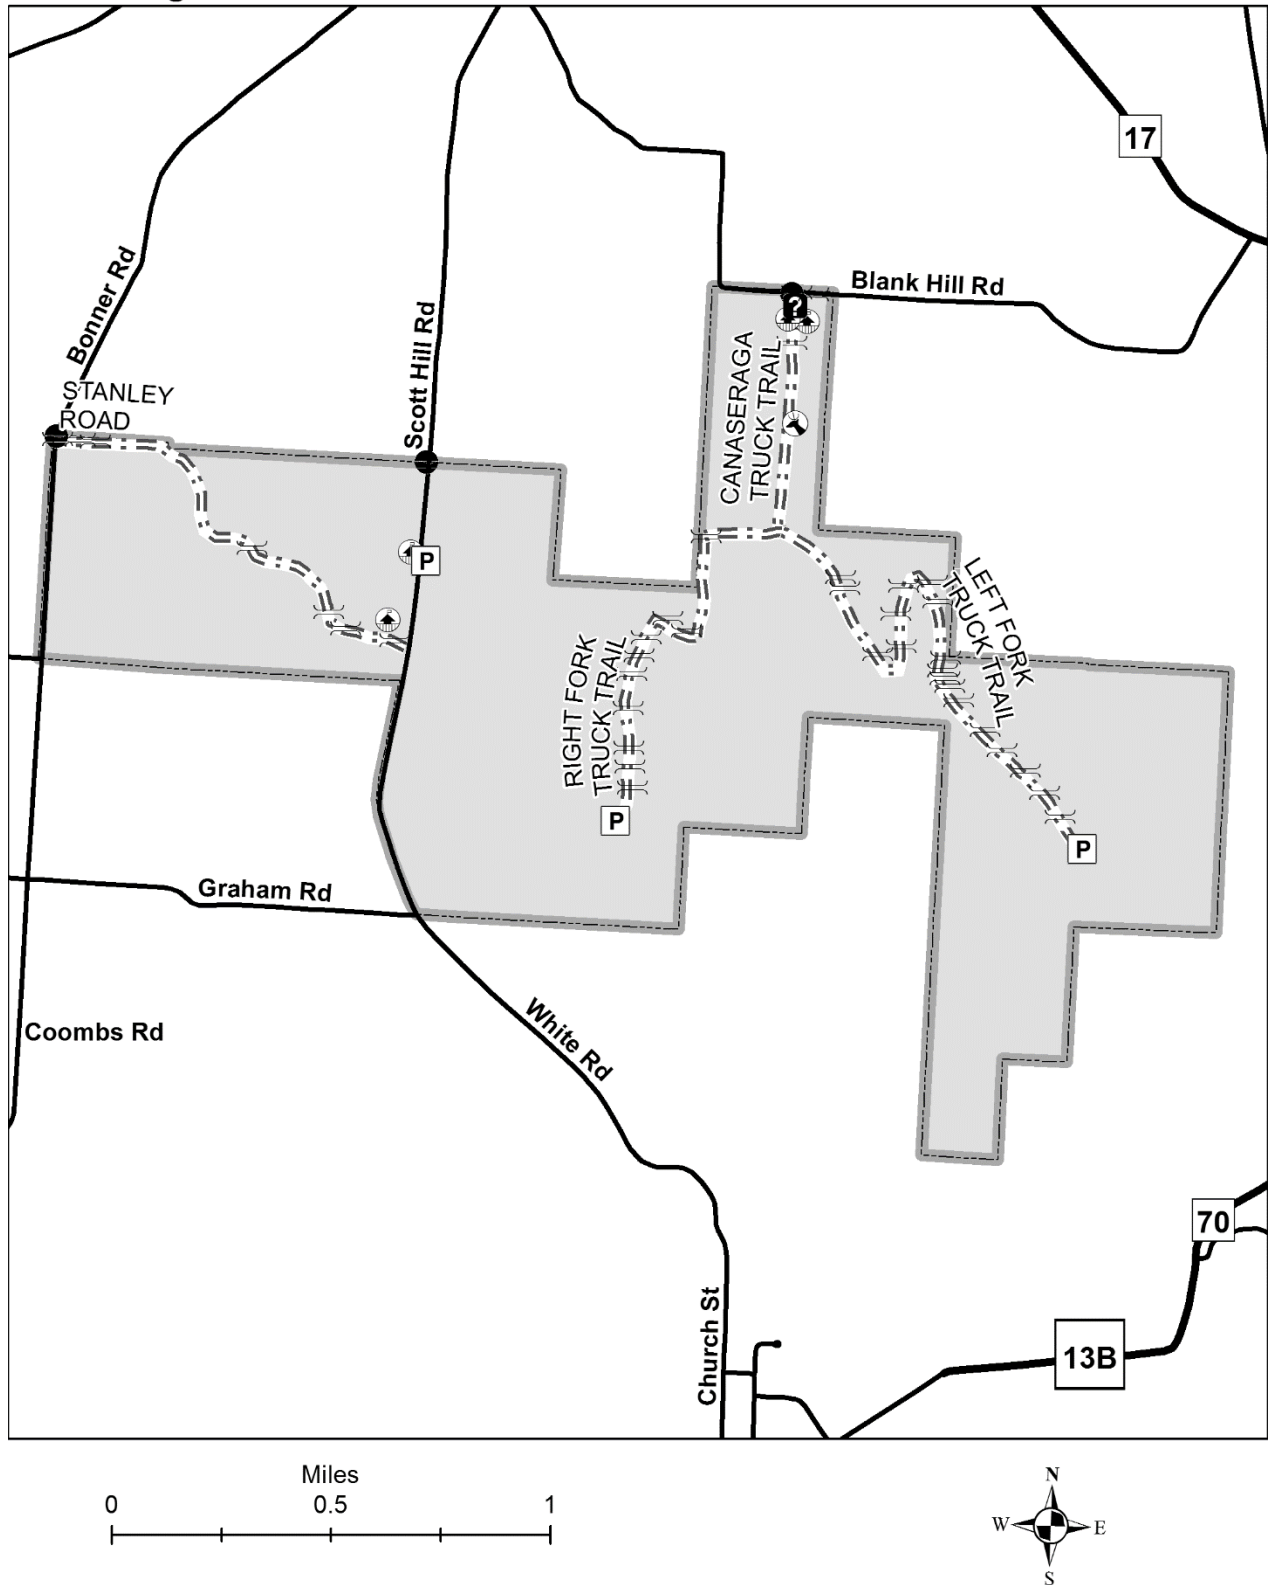 17
Bonner Rd
Blank Hill Rd
Scott Hill Rd
?
STANLEY
ROAD
CANASERAGA
TRUCK TRAIL
P
LEFT FORK
TRUCK TRAIL
RIGHT FORK
TRUCK TRAIL
P
P
Graham Rd
Coombs Rd
White Rd
70
Church St
13B
Miles
0 0.5 1
N
W E
S